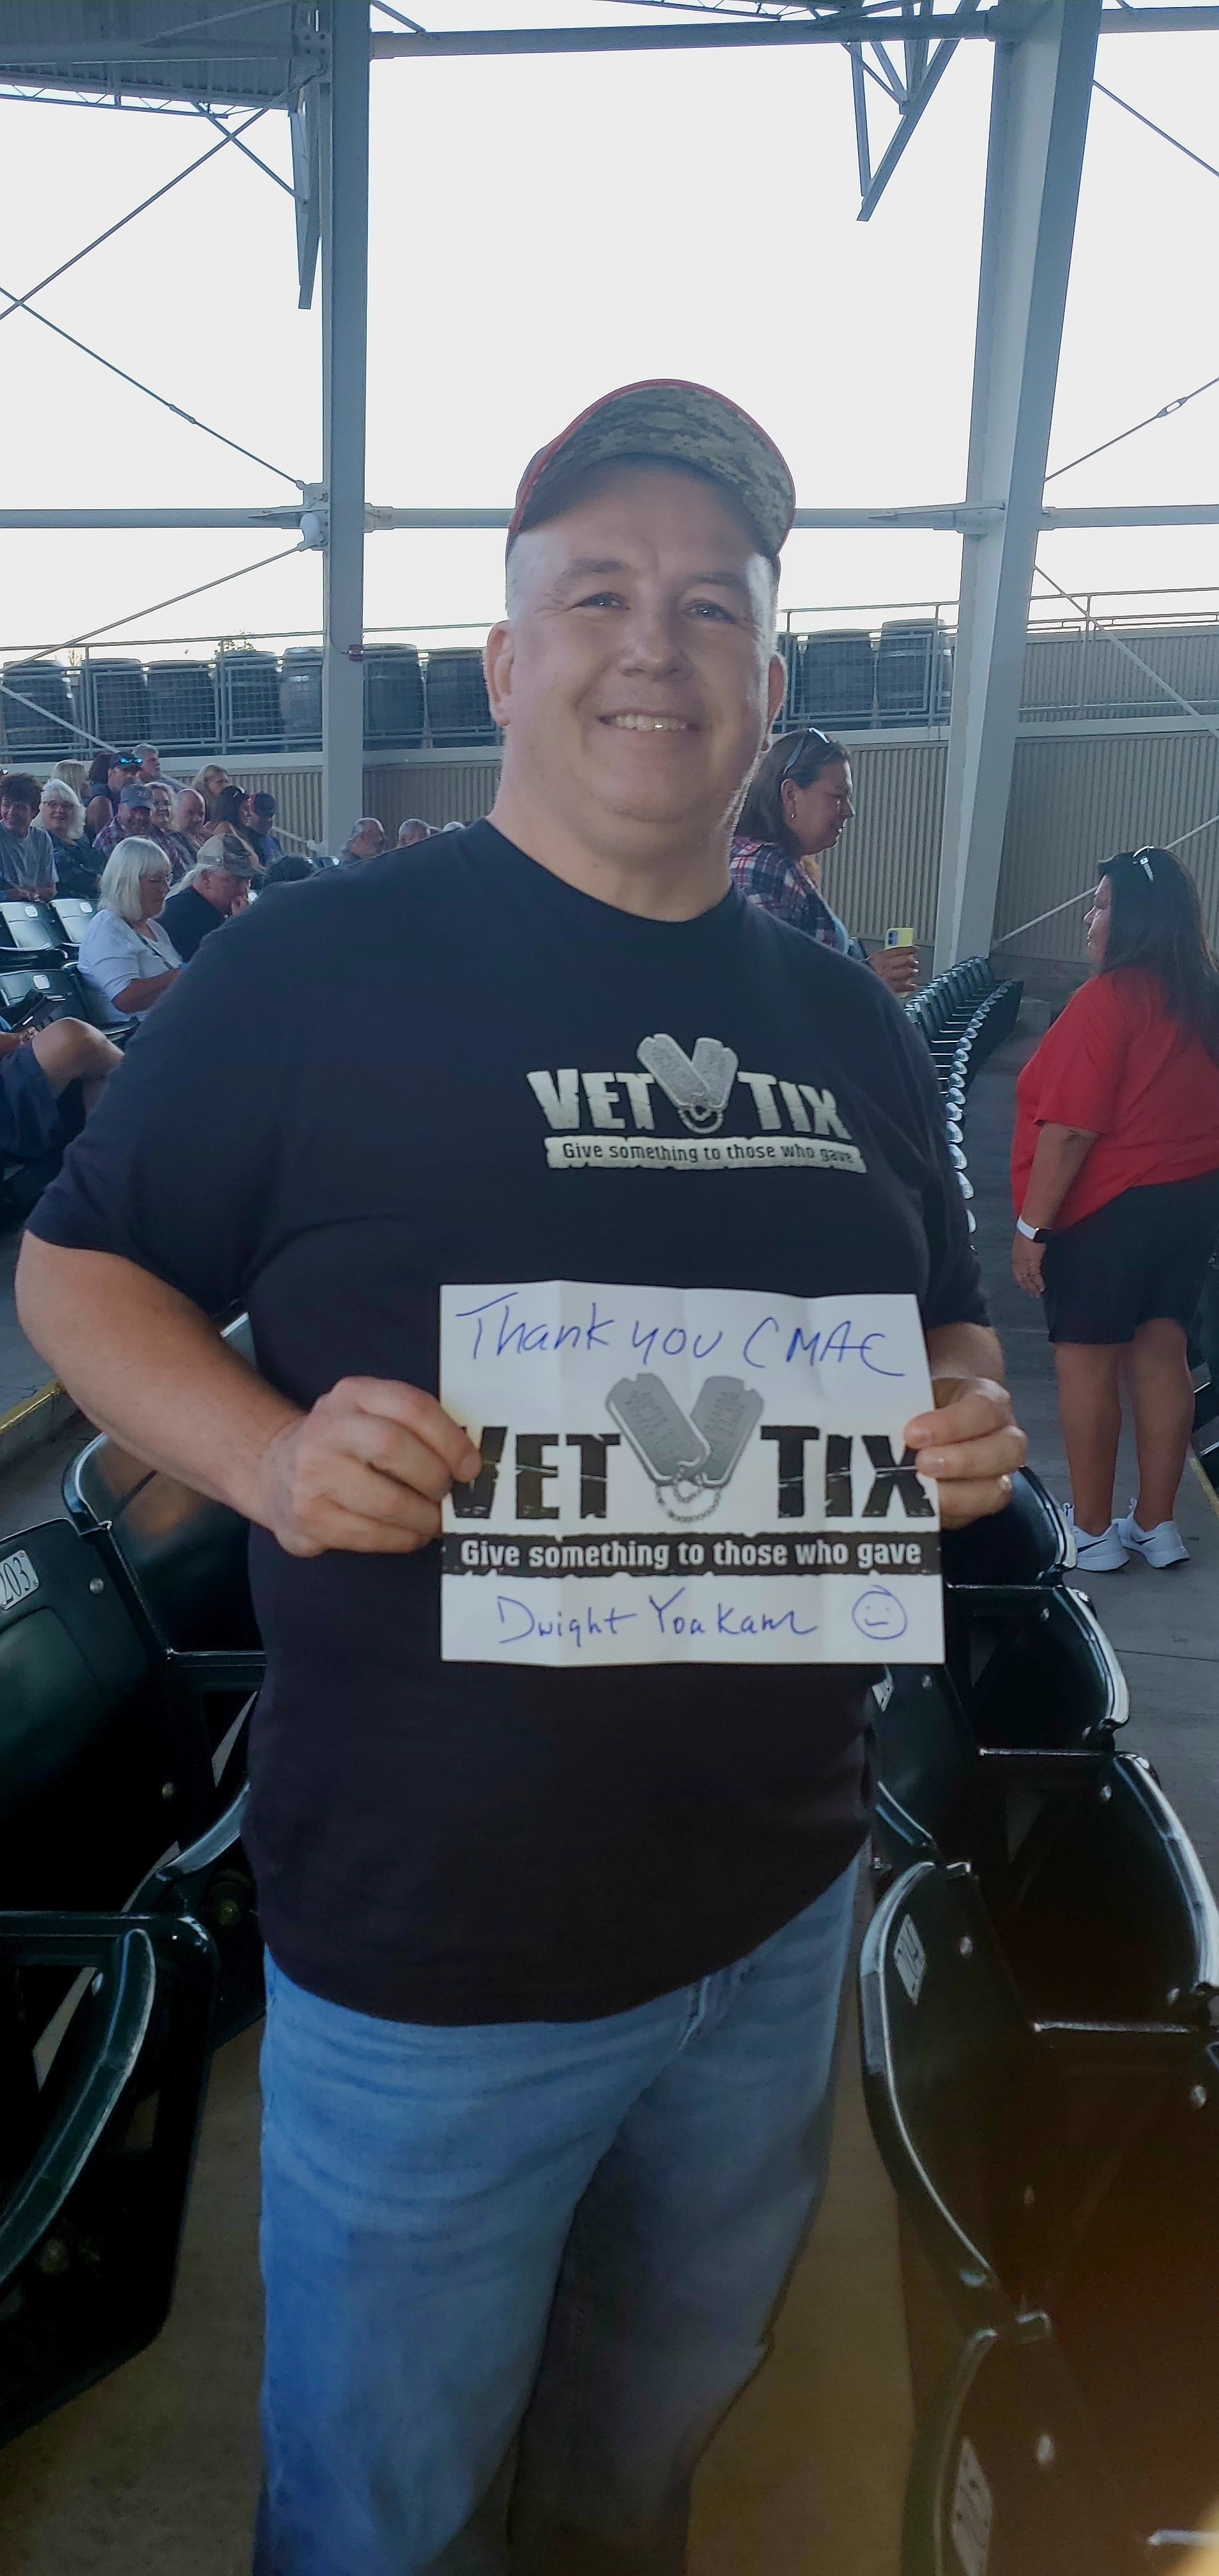 VET TIX
Give something to those who gave
Thank you CMAC
VET TIX
Give something to those who gave
Dwight Yoakam
203